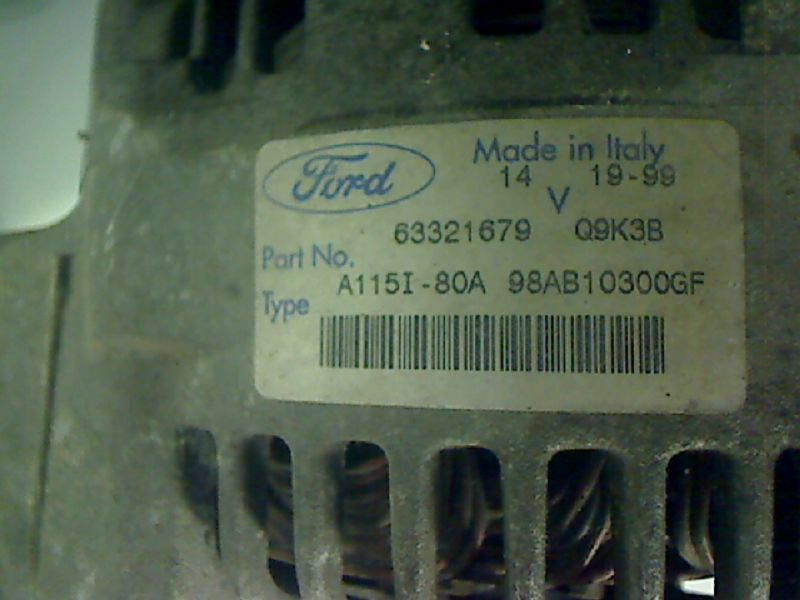 Ford Made in Italy
14 V 19-99
63321679 Q9K3B
Part No.
A115I-80A 98AB10300GF
Type